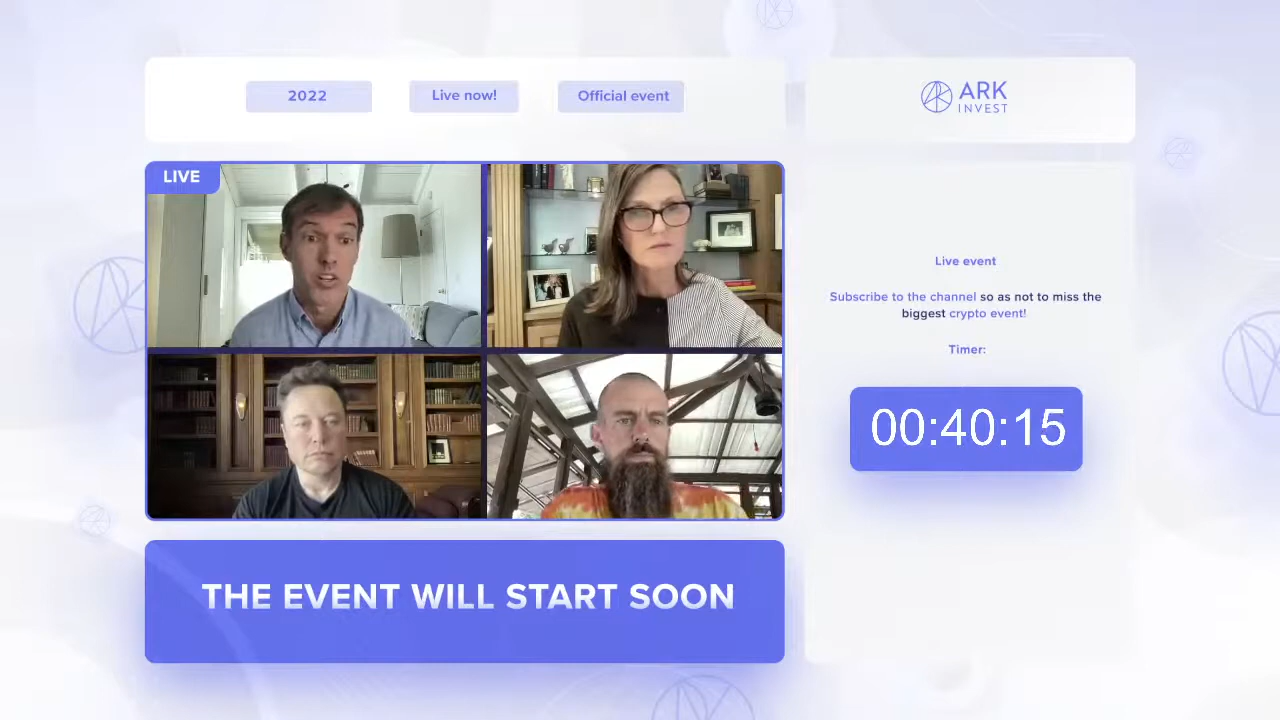 2022
Live now!
Official event
ARK
INVEST
LIVE
Live event
Subscribe to the channel so as not to miss the
biggest crypto event!
Timer:
00:40:15
THE EVENT WILL START SOON